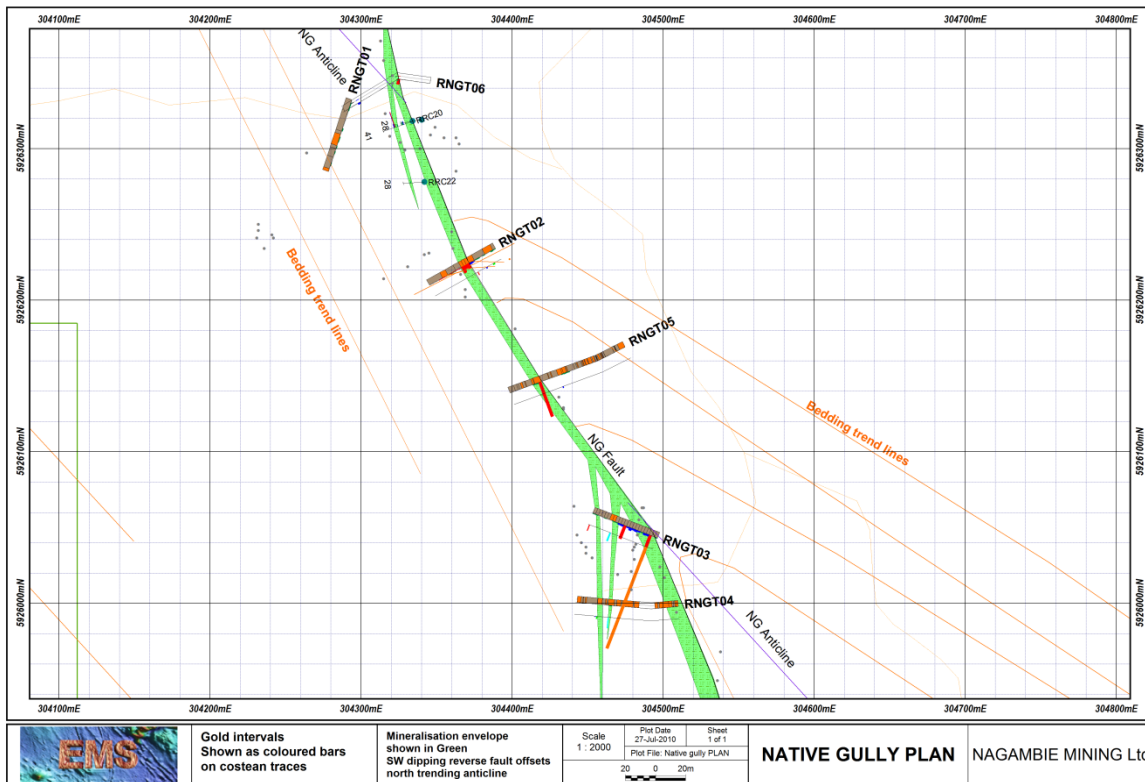 304100mE 304200mE 304300mE 304400mE 304500mE 304600mE 304700mE 304800mE
NG Anticline
RNGT01
RNGT06
RRC20
28
41
5926300mN
5926300mN
RRC22
28
RNGT02
Bedding trend lines
5926200mN
5926200mN
RNGT05
Bedding trend lines
5926100mN
5926100mN
NG Fault
RNGT03
5926000mN
5926000mN
RNGT04
NG Anticline
304100mE 304200mE 304300mE 304400mE 304500mE 304600mE 304700mE 304800mE
EMS
Gold intervals
Shown as coloured bars
on costean traces
Mineralisation envelope
shown in Green
SW dipping reverse fault offsets
north trending anticline
Scale
1 : 2000
Plot Date
27-Jul-2010
Sheet
1 of 1
Plot File: Native gully PLAN
20 0 20m
NATIVE GULLY PLAN
NAGAMBIE MINING Ltd